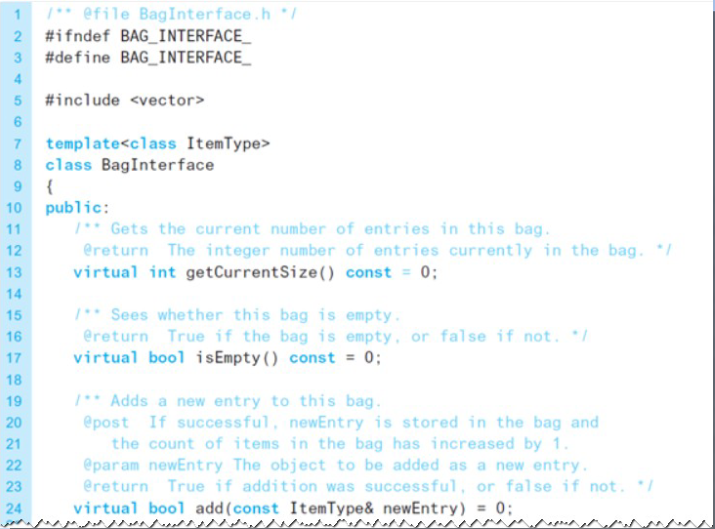 1 /** @file BagInterface.h */
2 #ifndef BAG_INTERFACE_
3 #define BAG_INTERFACE_
4
5 #include <vector>
6
7 template<class ItemType>
8 class BagInterface
9 {
10 public:
11 /** Gets the current number of entries in this bag.
12 @return The integer number of entries currently in the bag. */
13 virtual int getCurrentSize() const = 0;
14
15 /** Sees whether this bag is empty.
16 @return True if the bag is empty, or false if not. */
17 virtual bool isEmpty() const = 0;
18
19 /** Adds a new entry to this bag.
20 @post If successful, newEntry is stored in the bag and
21 the count of items in the bag has increased by 1.
22 @param newEntry The object to be added as a new entry.
23 @return True if addition was successful, or false if not. */
24 virtual bool add(const ItemType& newEntry) = 0;